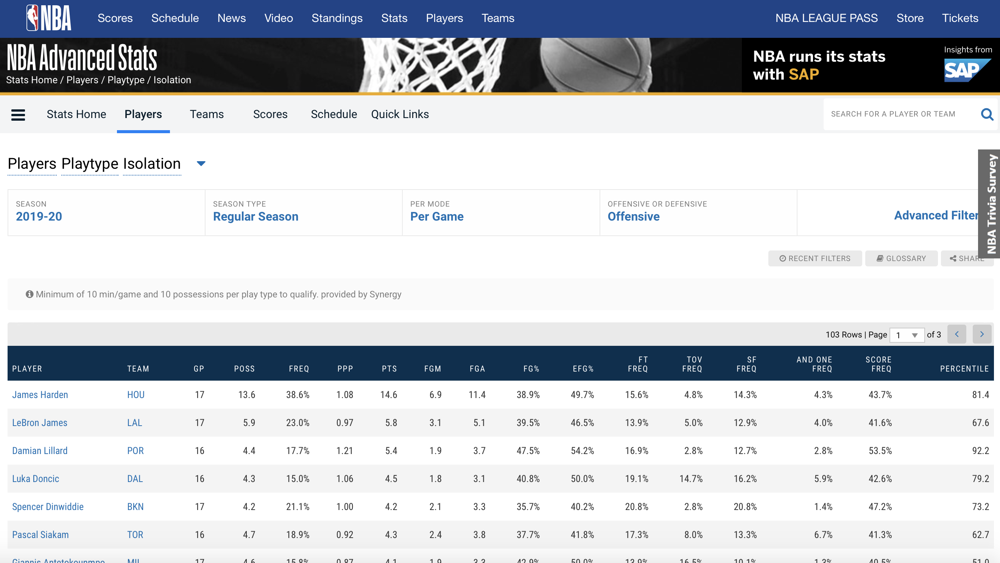 NBA Scores Schedule News Video Standings Stats Players Teams NBA LEAGUE PASS Store Tickets
NBA Advanced Stats
Stats Home / Players / Playtype / Isolation
NBA runs its stats
with SAP
Insights from
SAP
Stats Home Players Teams Scores Schedule Quick Links SEARCH FOR A PLAYER OR TEAM
Players Playtype Isolation
NBA Trivia Survey
SEASON SEASON TYPE PER MODE OFFENSIVE OR DEFENSIVE
2019-20 Regular Season Per Game Offensive Advanced Filter
RECENT FILTERS GLOSSARY SHARE
Minimum of 10 min/game and 10 possessions per play type to qualify. provided by Synergy
103 Rows | Page 1 of 3
PLAYER TEAM GP POSS FREQ PPP PTS FGM FGA FG% EFG% FT FREQ TOV FREQ SF FREQ AND ONE FREQ SCORE FREQ PERCENTILE
James Harden HOU 17 13.6 38.6% 1.08 14.6 6.9 11.4 38.9% 49.7% 15.6% 4.8% 14.3% 4.3% 43.7% 81.4
LeBron James LAL 17 5.9 23.0% 0.97 5.8 3.1 5.1 39.5% 46.5% 13.9% 5.0% 12.9% 4.0% 41.6% 67.6
Damian Lillard POR 16 4.4 17.7% 1.21 5.4 1.9 3.7 47.5% 54.2% 16.9% 2.8% 12.7% 2.8% 53.5% 92.2
Luka Doncic DAL 16 4.3 15.0% 1.06 4.5 1.8 3.1 40.8% 50.0% 19.1% 14.7% 16.2% 5.9% 42.6% 79.2
Spencer Dinwiddie BKN 17 4.2 21.1% 1.00 4.2 2.1 3.3 35.7% 40.2% 20.8% 2.8% 20.8% 1.4% 47.2% 73.2
Pascal Siakam TOR 16 4.7 18.9% 0.92 4.3 2.4 3.8 37.7% 41.8% 17.3% 8.0% 13.3% 6.7% 41.3% 62.7
Giannis Antetokounmpo MIL 17 4.6 15.8% 0.87 4.1 1.9 3.3 42.9% 50.0% 13.9% 16.5% 10.1% 1.3% 40.5% 51.0